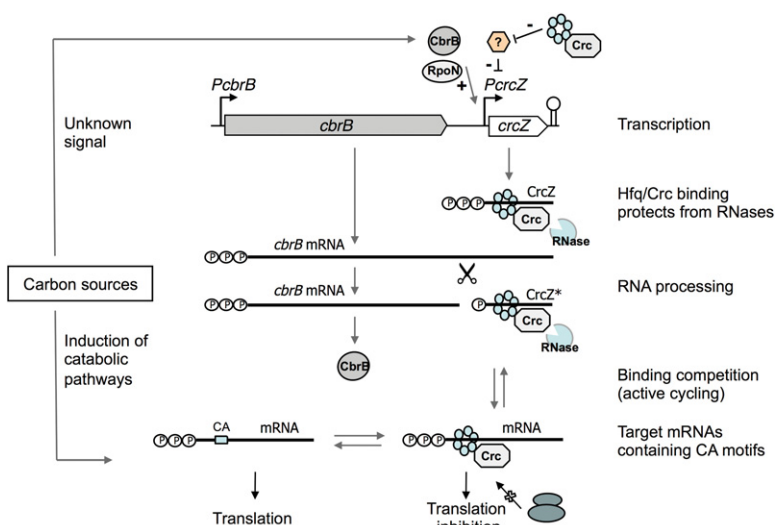 CbrB
?
-
Crc
RpoN
-⊥
+
PcbrB
PcrcZ
Unknown
signal
cbrB
crcZ
Transcription
P P P
CrcZ
Crc
RNase
Hfq/Crc binding
protects from RNases
cbrB mRNA
P P P
Carbon sources
cbrB mRNA
P P P
P
CrcZ*
Crc
RNase
RNA processing
Induction of
catabolic
pathways
CbrB
Binding competition
(active cycling)
CA
mRNA
P P P
mRNA
P P P
Crc
Target mRNAs
containing CA motifs
Translation
Translation
inhibition